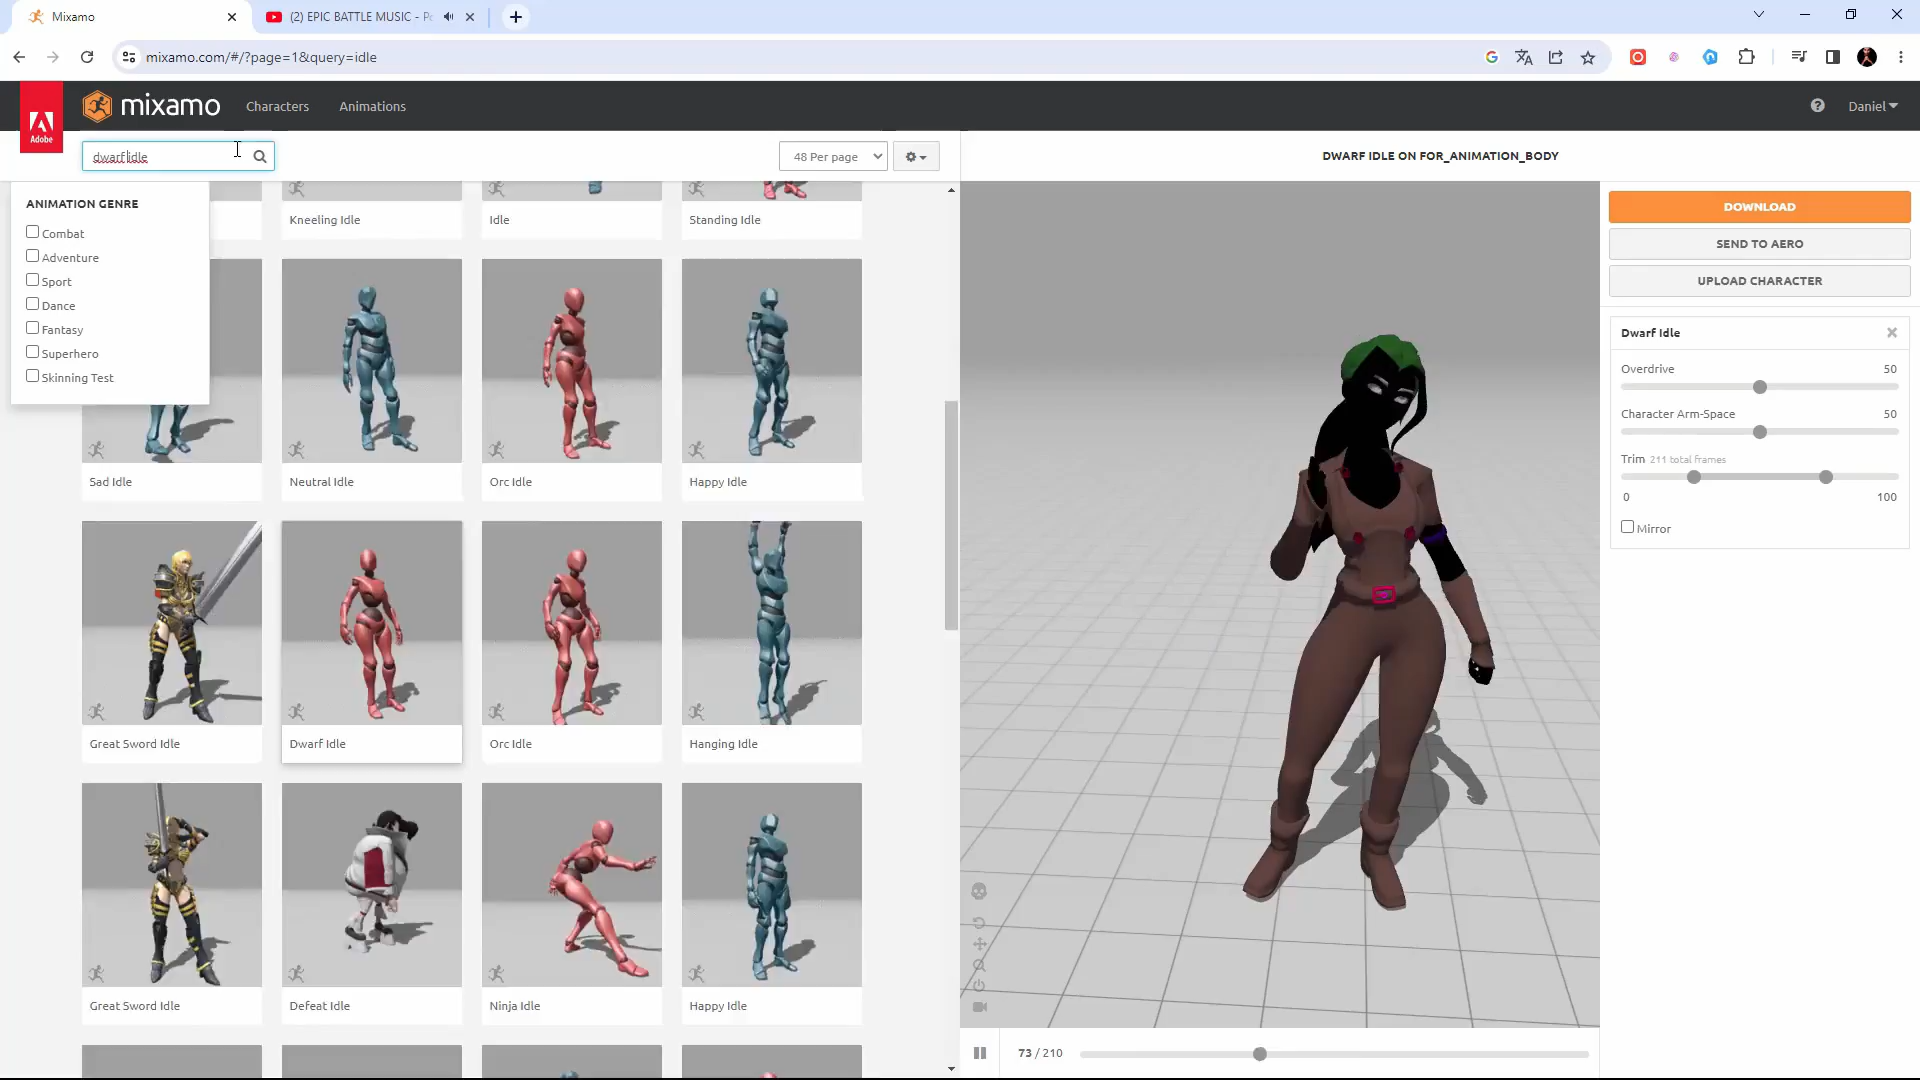 Mixamo
(2) EPIC BATTLE MUSIC - Po
mixamo.com/#/?page=1&query=idle
Adobe
mixamo
Characters
Animations
Daniel
dwarf idle
48 Per page
DWARF IDLE ON FOR_ANIMATION_BODY
ANIMATION GENRE
Combat
Adventure
Sport
Dance
Fantasy
Superhero
Skinning Test
Kneeling Idle
Idle
Standing Idle
Sad Idle
Neutral Idle
Orc Idle
Happy Idle
Great Sword Idle
Dwarf Idle
Orc Idle
Hanging Idle
Great Sword Idle
Defeat Idle
Ninja Idle
Happy Idle
DOWNLOAD
SEND TO AERO
UPLOAD CHARACTER
Dwarf Idle
Overdrive 50
Character Arm-Space 50
Trim 211 total frames
0 100
Mirror
73 / 210